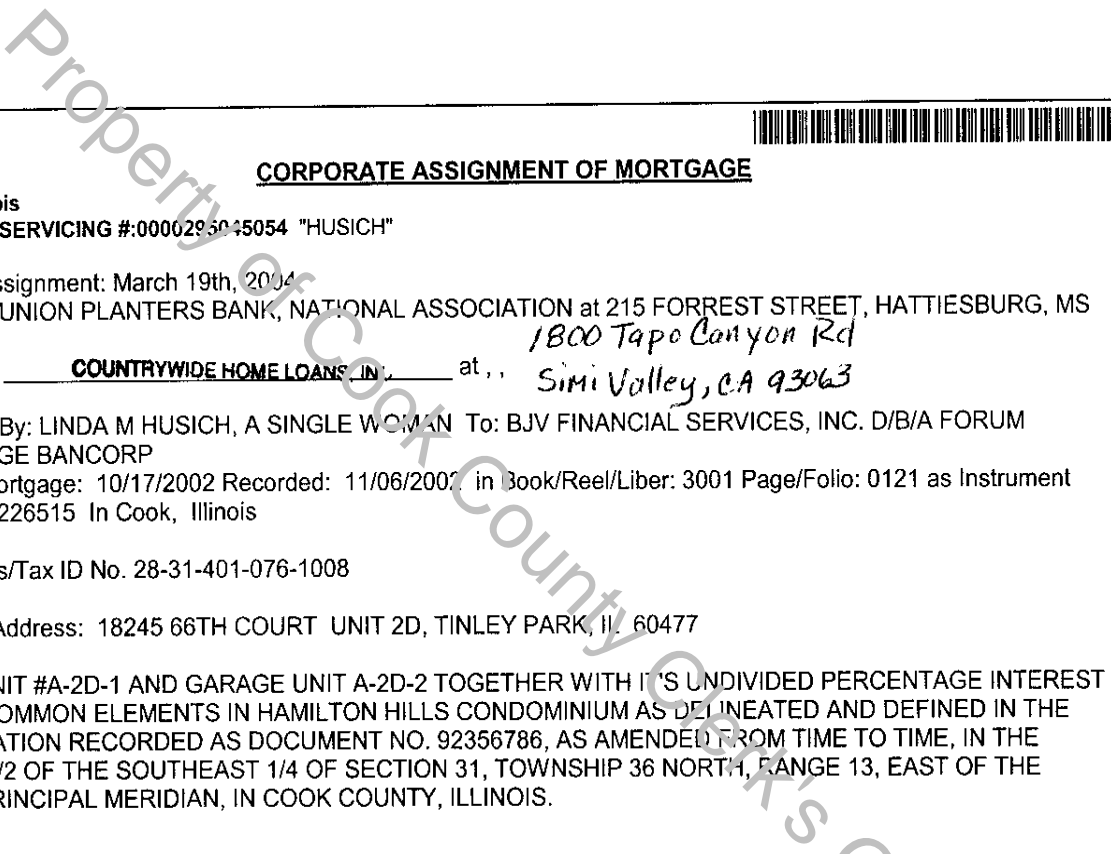 Property of Cook County Clerk's
CORPORATE ASSIGNMENT OF MORTGAGE
SERVICING #: "HUSICH"
March 19th, 2004
UNION PLANTERS BANK, NATIONAL ASSOCIATION at 215 FORREST STREET, HATTIESBURG, MS
1800 Tapo Canyon Rd
COUNTRYWIDE HOME LOANS, at , , Simi Valley, CA 93063
By: LINDA M HUSICH, A SINGLE WOMAN To: BJV FINANCIAL SERVICES, INC. D/B/A FORUM
GE BANCORP
ortgage: 10/17/2002 Recorded: 11/06/2002 in Book/Reel/Liber: 3001 Page/Folio: 0121 as Instrument
226515 In Cook, Illinois
s/Tax ID No. 28-31-401-076-1008
Address: 18245 66TH COURT UNIT 2D, TINLEY PARK, IL 60477
NIT #A-2D-1 AND GARAGE UNIT A-2D-2 TOGETHER WITH IT'S UNDIVIDED PERCENTAGE INTEREST
OMMON ELEMENTS IN HAMILTON HILLS CONDOMINIUM AS DELINEATED AND DEFINED IN THE
ATION RECORDED AS DOCUMENT NO. 92356786, AS AMENDED FROM TIME TO TIME, IN THE
/2 OF THE SOUTHEAST 1/4 OF SECTION 31, TOWNSHIP 36 NORTH, RANGE 13, EAST OF THE
RINCIPAL MERIDIAN, IN COOK COUNTY, ILLINOIS.